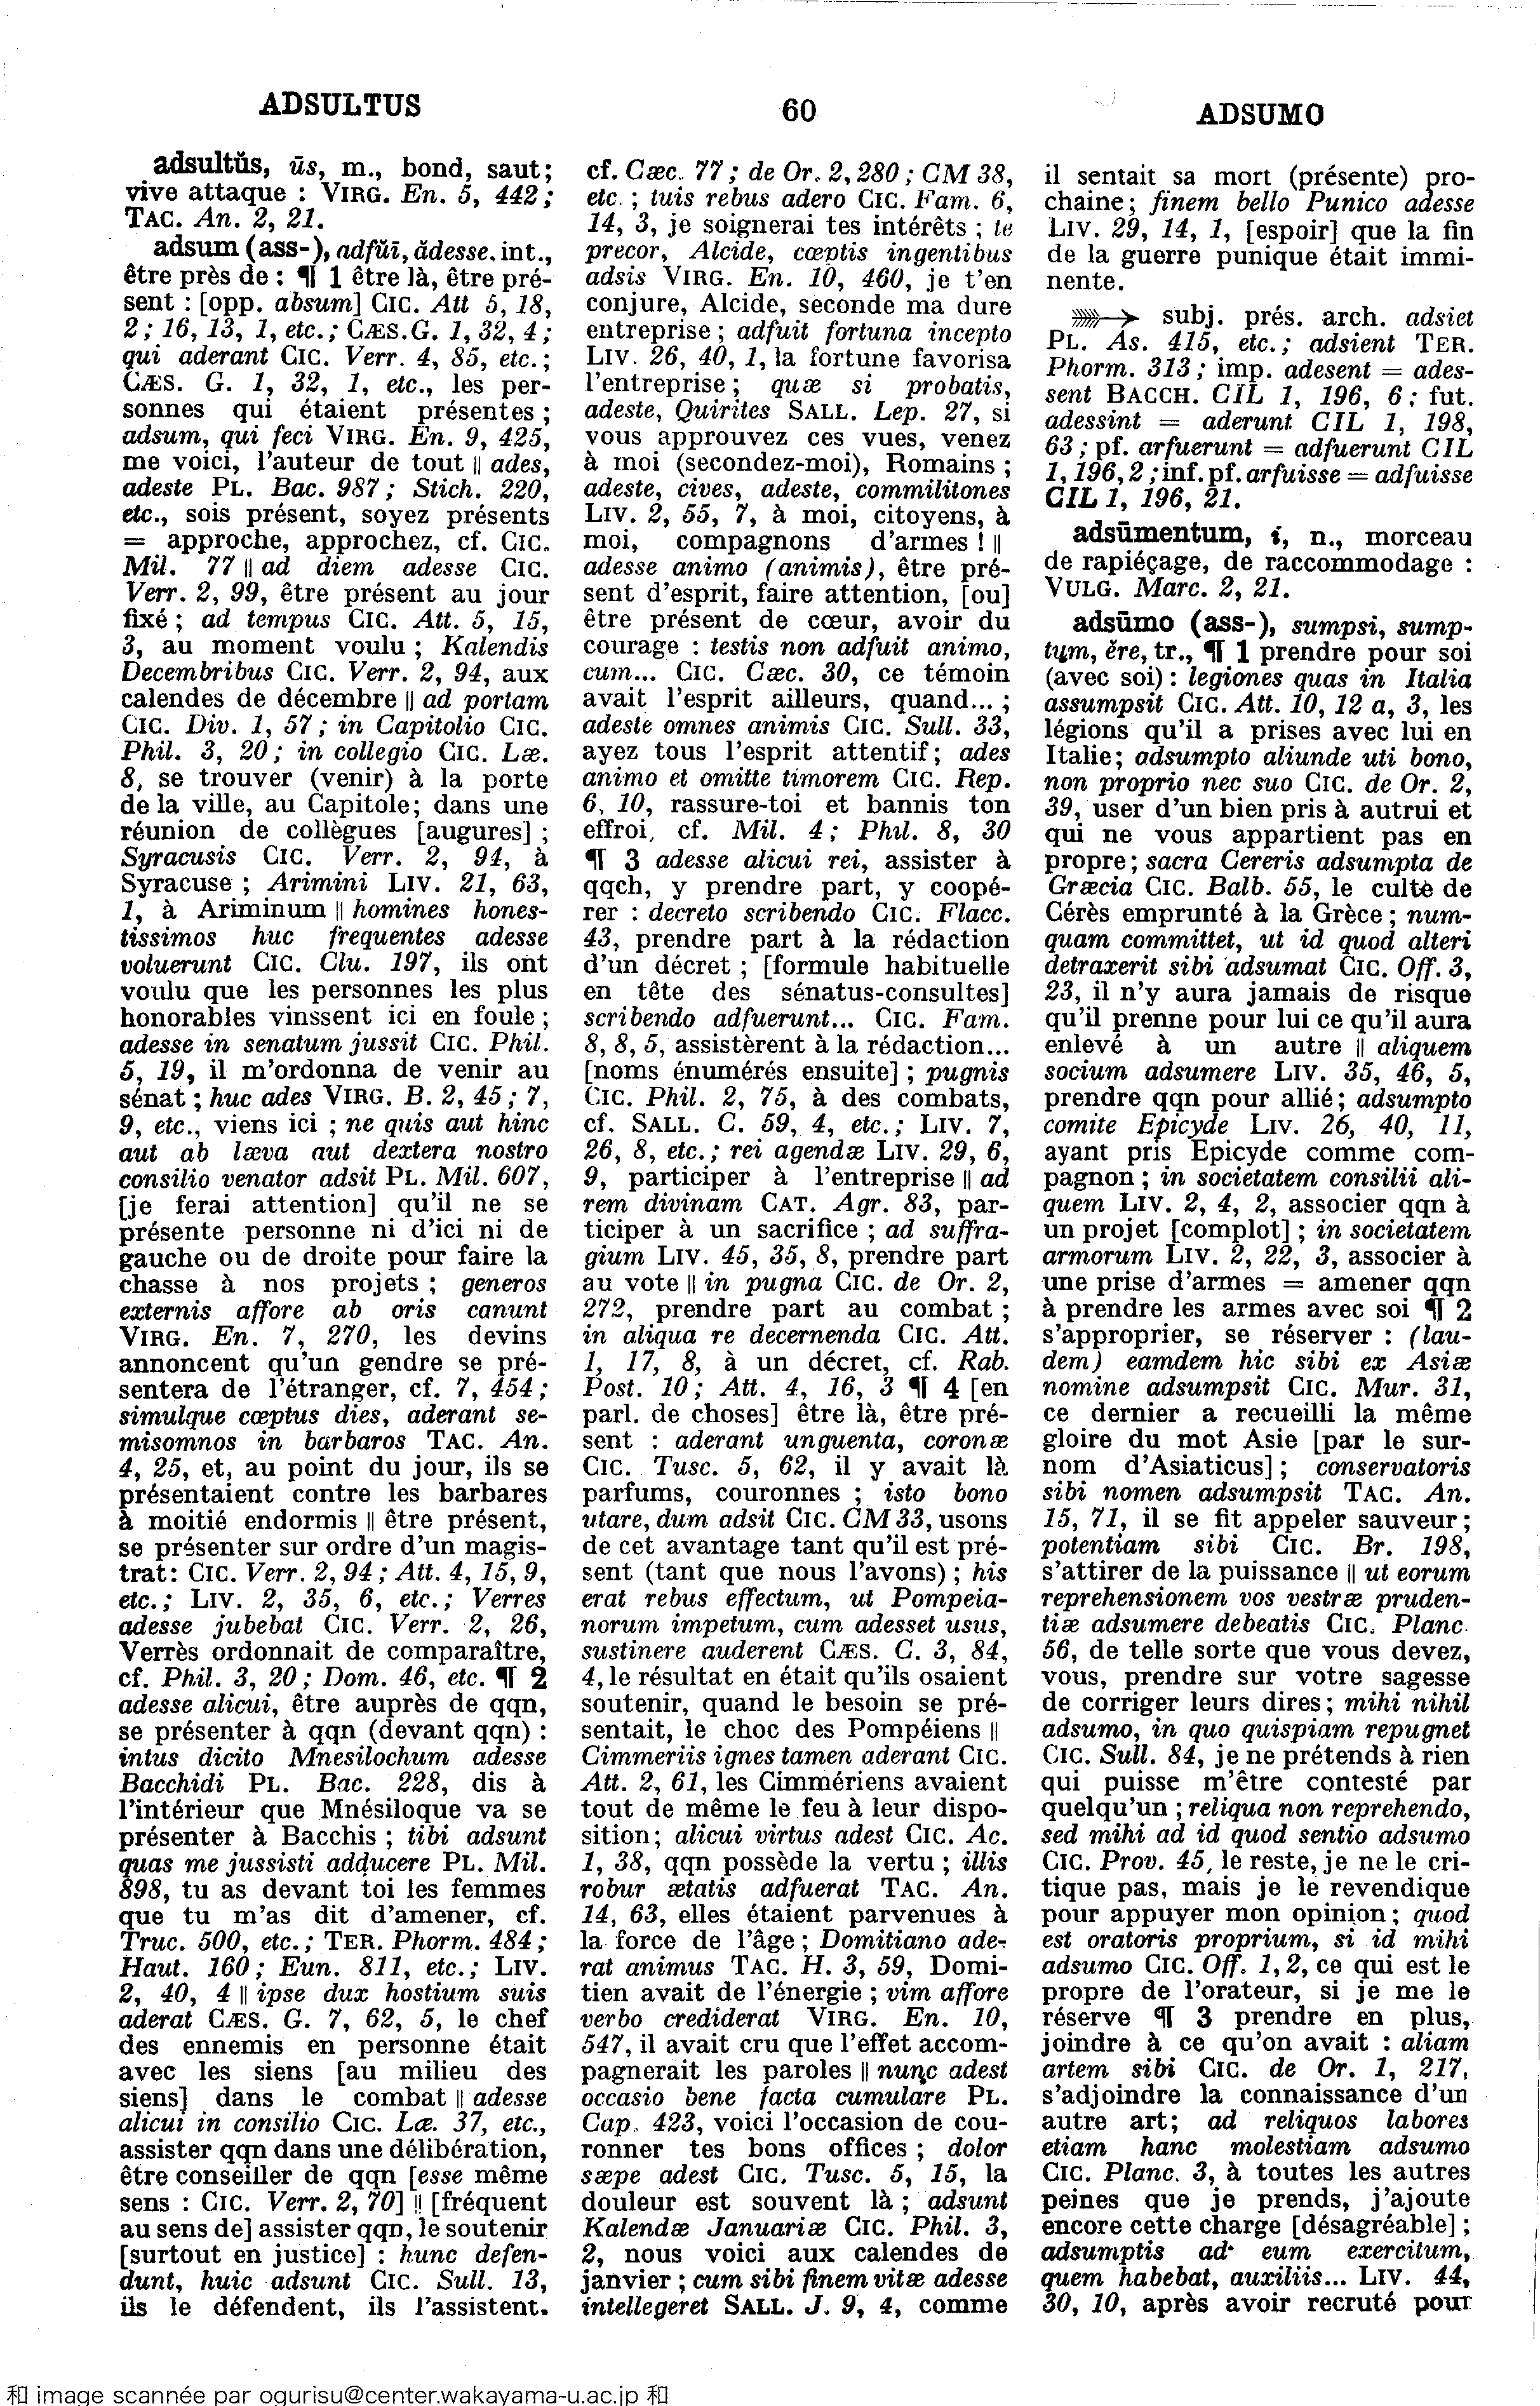 ADSULTUS
60
ADSUMO
adsultŭs, ūs, m., bond, saut;
vive attaque : VIRG. En. 5, 442 ;
TAC. An. 2, 21.
adsum (ass-), adfŭī, ădesse. int.,
être près de : ¶ 1 être là, être pré-
sent : [opp. absum] CIC. Att 5, 18,
2 ; 16, 13, 1, etc. ; CÆS. G. 1, 32, 4 ;
qui aderant CIC. Verr. 4, 85, etc. ;
CÆS. G. 1, 32, 1, etc., les per-
sonnes qui étaient présentes ;
adsum, qui feci VIRG. En. 9, 425,
me voici, l'auteur de tout || ades,
adeste PL. Bac. 987 ; Stich. 220,
etc., sois présent, soyez présents
= approche, approchez, cf. CIC.
Mil. 77 || ad diem adesse CIC.
Verr. 2, 99, être présent au jour
fixé ; ad tempus CIC. Att. 5, 15,
3, au moment voulu ; Kalendis
Decembribus CIC. Verr. 2, 94, aux
calendes de décembre || ad portam
CIC. Div. 1, 57 ; in Capitolio CIC.
Phil. 3, 20 ; in collegio CIC. Læ.
8, se trouver (venir) à la porte
de la ville, au Capitole; dans une
réunion de collègues [augures] ;
Syracusis CIC. Verr. 2, 94, à
Syracuse ; Arimini LIV. 21, 63,
1, à Ariminum || homines hones-
tissimos huc frequentes adesse
voluerunt CIC. Clu. 197, ils ont
voulu que les personnes les plus
honorables vinssent ici en foule ;
adesse in senatum jussit CIC. Phil.
5, 19, il m'ordonna de venir au
sénat ; huc ades VIRG. B. 2, 45 ; 7,
9, etc., viens ici ; ne quis aut hinc
aut ab læva aut dextera nostro
consilio venator adsit PL. Mil. 607,
[je ferai attention] qu'il ne se
présente personne ni d'ici ni de
gauche ou de droite pour faire la
chasse à nos projets ; generos
externis affore ab oris canunt
VIRG. En. 7, 270, les devins
annoncent qu'un gendre se pré-
sentera de l'étranger, cf. 7, 454 ;
simulque cœptus dies, aderant se-
misomnos in barbaros TAC. An.
4, 25, et, au point du jour, ils se
présentaient contre les barbares
à moitié endormis || être présent,
se présenter sur ordre d'un magis-
trat : CIC. Verr. 2, 94 ; Att. 4, 15, 9,
etc. ; LIV. 2, 35, 6, etc. ; Verres
adesse jubebat CIC. Verr. 2, 26,
Verrès ordonnait de comparaître,
cf. Phil. 3, 20 ; Dom. 46, etc. ¶ 2
adesse alicui, être auprès de qqn,
se présenter à qqn (devant qqn) :
intus dicito Mnesilochum adesse
Bacchidi PL. Bac. 228, dis à
l'intérieur que Mnésiloque va se
présenter à Bacchis ; tibi adsunt
quas me jussisti adducere PL. Mil.
898, tu as devant toi les femmes
que tu m'as dit d'amener, cf.
Truc. 500, etc. ; TER. Phorm. 484 ;
Haut. 160 ; Eun. 811, etc. ; LIV.
2, 40, 4 || ipse dux hostium suis
aderat CÆS. G. 7, 62, 5, le chef
des ennemis en personne était
avec les siens [au milieu des
siens] dans le combat || adesse
alicui in consilio CIC. Læ. 37, etc.,
assister qqn dans une délibération,
être conseiller de qqn [esse même
sens : CIC. Verr. 2, 70] || [fréquent
au sens de] assister qqn, le soutenir
[surtout en justice] : hunc defen-
dunt, huic adsunt CIC. Sull. 13,
ils le défendent, ils l'assistent.
cf. Cæc. 77 ; de Or. 2, 280 ; CM 38,
etc. ; tuis rebus adero CIC. Fam. 6,
14, 3, je soignerai tes intérêts ; te
precor, Alcide, cœptis ingentibus
adsis VIRG. En. 10, 460, je t'en
conjure, Alcide, seconde ma dure
entreprise ; adfuit fortuna incepto
LIV. 26, 40, 1, la fortune favorisa
l'entreprise ; quæ si probatis,
adeste, Quirites SALL. Lep. 27, si
vous approuvez ces vues, venez
à moi (secondez-moi), Romains ;
adeste, cives, adeste, commilitones
LIV. 2, 55, 7, à moi, citoyens, à
moi, compagnons d'armes ! ||
adesse animo (animis), être pré-
sent d'esprit, faire attention, [ou]
être présent de cœur, avoir du
courage : testis non adfuit animo,
cum... CIC. Cæc. 30, ce témoin
avait l'esprit ailleurs, quand... ;
adeste omnes animis CIC. Sull. 33,
ayez tous l'esprit attentif ; ades
animo et omitte timorem CIC. Rep.
6, 10, rassure-toi et bannis ton
effroi, cf. Mil. 4 ; Phil. 8, 30
¶ 3 adesse alicui rei, assister à
qqch, y prendre part, y coopé-
rer : decreto scribendo CIC. Flacc.
43, prendre part à la rédaction
d'un décret ; [formule habituelle
en tête des sénatus-consultes]
scribendo adfuerunt... CIC. Fam.
8, 8, 5, assistèrent à la rédaction...
[noms énumérés ensuite] ; pugnis
CIC. Phil. 2, 75, à des combats,
cf. SALL. C. 59, 4, etc. ; LIV. 7,
26, 8, etc. ; rei agendæ LIV. 29, 6,
9, participer à l'entreprise || ad
rem divinam CAT. Agr. 83, par-
ticiper à un sacrifice ; ad suffra-
gium LIV. 45, 35, 8, prendre part
au vote || in pugna CIC. de Or. 2,
272, prendre part au combat ;
in aliqua re decernenda CIC. Att.
1, 17, 8, à un décret, cf. Rab.
Post. 10 ; Att. 4, 16, 3 ¶ 4 [en
parl. de choses] être là, être pré-
sent : aderant unguenta, coronæ
CIC. Tusc. 5, 62, il y avait là
parfums, couronnes ; isto bono
utare, dum adsit CIC. CM 33, usons
de cet avantage tant qu'il est pré-
sent (tant que nous l'avons) ; his
erat rebus effectum, ut Pompeia-
norum impetum, cum adesset usus,
sustinere auderent CÆS. C. 3, 84,
4, le résultat en était qu'ils osaient
soutenir, quand le besoin se pré-
sentait, le choc des Pompéiens ||
Cimmeriis ignes tamen aderant CIC.
Att. 2, 61, les Cimmériens avaient
tout de même le feu à leur dispo-
sition ; alicui virtus adest CIC. Ac.
1, 38, qqn possède la vertu ; illis
robur ætatis adfuerat TAC. An.
14, 63, elles étaient parvenues à
la force de l'âge ; Domitiano ade-
rat animus TAC. H. 3, 59, Domi-
tien avait de l'énergie ; vim affore
verbo crediderat VIRG. En. 10,
547, il avait cru que l'effet accom-
pagnerait les paroles || nunc adest
occasio bene facta cumulare PL.
Cap. 423, voici l'occasion de cou-
ronner tes bons offices ; dolor
sæpe adest CIC. Tusc. 5, 15, la
douleur est souvent là ; adsunt
Kalendæ Januariæ CIC. Phil. 3,
2, nous voici aux calendes de
janvier ; cum sibi finem vitæ adesse
intellegeret SALL. J. 9, 4, comme
il sentait sa mort (présente) pro-
chaine ; finem bello Punico adesse
LIV. 29, 14, 1, [espoir] que la fin
de la guerre punique était immi-
nente.
subj. prés. arch. adsiet
PL. As. 415, etc. ; adsient TER.
Phorm. 313 ; imp. adesent = ades-
sent BACCH. CIL 1, 196, 6 ; fut.
adessint = aderunt CIL 1, 198,
63 ; pf. arfuerunt = adfuerunt CIL
1, 196, 2 ; inf. pf. arfuisse = adfuisse
CIL 1, 196, 21.
adsūmentum, i, n., morceau
de rapiéçage, de raccommodage :
VULG. Marc. 2, 21.
adsūmo (ass-), sumpsi, sump-
tum, ĕre, tr., ¶ 1 prendre pour soi
(avec soi) : legiones quas in Italia
assumpsit CIC. Att. 10, 12 a, 3, les
légions qu'il a prises avec lui en
Italie ; adsumpto aliunde uti bono,
non proprio nec suo CIC. de Or. 2,
39, user d'un bien pris à autrui et
qui ne vous appartient pas en
propre ; sacra Cereris adsumpta de
Græcia CIC. Balb. 55, le culte de
Cérès emprunté à la Grèce ; num-
quam committet, ut id quod alteri
detraxerit sibi adsumat CIC. Off. 3,
23, il n'y aura jamais de risque
qu'il prenne pour lui ce qu'il aura
enlevé à un autre || aliquem
socium adsumere LIV. 35, 46, 5,
prendre qqn pour allié ; adsumpto
comite Epicyde LIV. 26, 40, 11,
ayant pris Epicyde comme com-
pagnon ; in societatem consilii ali-
quem LIV. 2, 4, 2, associer qqn à
un projet [complot] ; in societatem
armorum LIV. 2, 22, 3, associer à
une prise d'armes = amener qqn
à prendre les armes avec soi ¶ 2
s'approprier, se réserver : (lau-
dem) eamdem hic sibi ex Asiæ
nomine adsumpsit CIC. Mur. 31,
ce dernier a recueilli la même
gloire du mot Asie [par le sur-
nom d'Asiaticus] ; conservatoris
sibi nomen adsumpsit TAC. An.
15, 71, il se fit appeler sauveur ;
potentiam sibi CIC. Br. 198,
s'attirer de la puissance || ut eorum
reprehensionem vos vestræ pruden-
tiæ adsumere debeatis CIC. Planc.
56, de telle sorte que vous devez,
vous, prendre sur votre sagesse
de corriger leurs dires ; mihi nihil
adsumo, in quo quispiam repugnet
CIC. Sull. 84, je ne prétends à rien
qui puisse m'être contesté par
quelqu'un ; reliqua non reprehendo,
sed mihi ad id quod sentio adsumo
CIC. Prov. 45, le reste, je ne le cri-
tique pas, mais je le revendique
pour appuyer mon opinion ; quod
est oratoris proprium, si id mihi
adsumo CIC. Off. 1, 2, ce qui est le
propre de l'orateur, si je me le
réserve ¶ 3 prendre en plus,
joindre à ce qu'on avait : aliam
artem sibi CIC. de Or. 1, 217,
s'adjoindre la connaissance d'un
autre art ; ad reliquos labores
etiam hanc molestiam adsumo
CIC. Planc. 3, à toutes les autres
peines que je prends, j'ajoute
encore cette charge [désagréable] ;
adsumptis ad eum exercitum,
quem habebat, auxiliis... LIV. 44,
30, 10, après avoir recruté pour
和 image scannée par ogurisu@center.wakayama-u.ac.jp 和